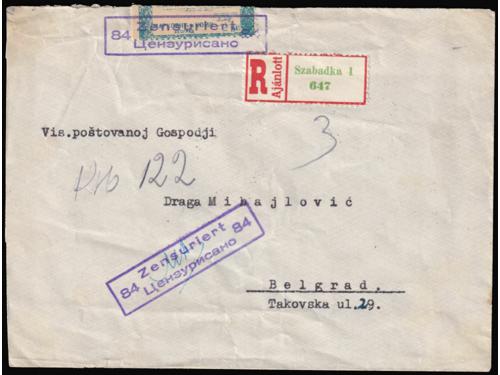 84 Zensuriert
Цензурисано
R Ajánlott
Szabadka 1
647
Vis.poštovanoj Gospodji
3
122
Draga Mihajlović
84 Zensuriert 84
Цензурисано
Belgrad.
Takovska ul.29.